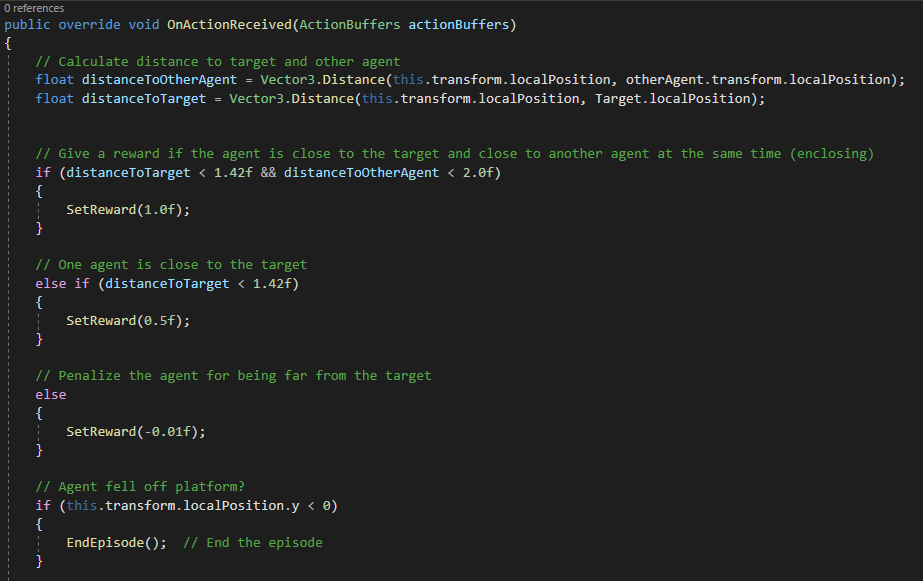 0 references
public override void OnActionReceived(ActionBuffers actionBuffers)
{
// Calculate distance to target and other agent
float distanceToOtherAgent = Vector3.Distance(this.transform.localPosition, otherAgent.transform.localPosition);
float distanceToTarget = Vector3.Distance(this.transform.localPosition, Target.localPosition);
// Give a reward if the agent is close to the target and close to another agent at the same time (enclosing)
if (distanceToTarget < 1.42f && distanceToOtherAgent < 2.0f)
{
SetReward(1.0f);
}
// One agent is close to the target
else if (distanceToTarget < 1.42f)
{
SetReward(0.5f);
}
// Penalize the agent for being far from the target
else
{
SetReward(-0.01f);
}
// Agent fell off platform?
if (this.transform.localPosition.y < 0)
{
EndEpisode();  // End the episode
}